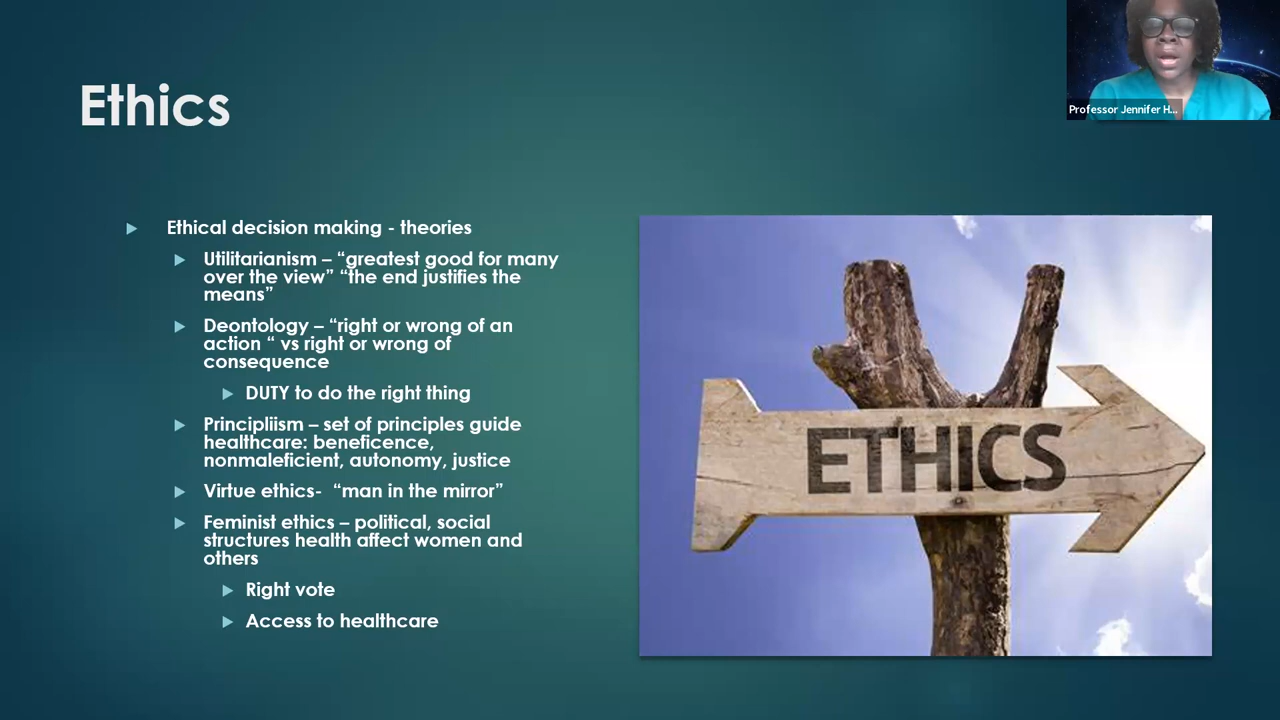 Ethics
Professor Jennifer H...
Ethical decision making - theories
Utilitarianism – “greatest good for many
over the view” “the end justifies the
means”
Deontology – “right or wrong of an
action “ vs right or wrong of
consequence
DUTY to do the right thing
Principliism – set of principles guide
healthcare: beneficence,
nonmaleficient, autonomy, justice
Virtue ethics-  “man in the mirror”
Feminist ethics – political, social
structures health affect women and
others
Right vote
Access to healthcare
ETHICS